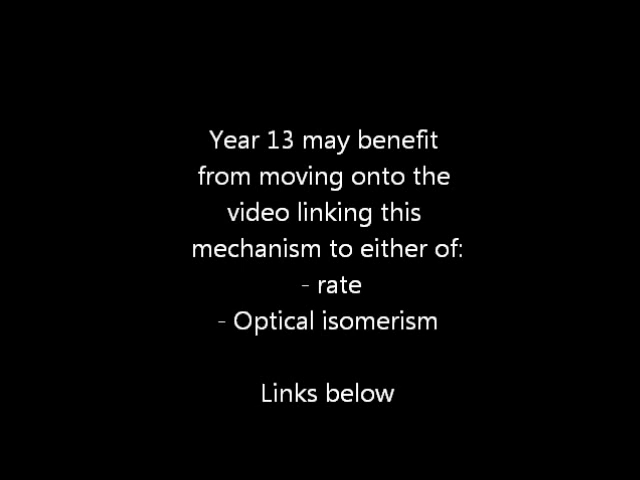 Year 13 may benefit
from moving onto the
video linking this
mechanism to either of:
- rate
- Optical isomerism
Links below